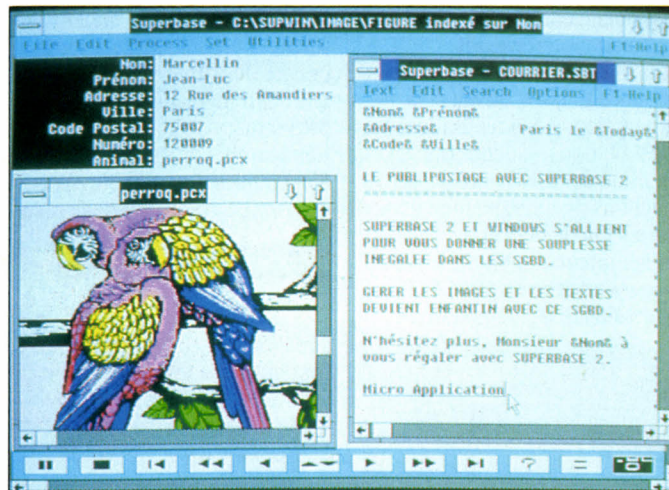 Superbase - C:\SUPWIN\IMAGE\FIGURE indexé sur Nom
File Edit Process Set Utilities F1-Help
Nom: Marcellin
Prénom: Jean-Luc
Adresse: 12 Rue des Amandiers
Ville: Paris
Code Postal: 75007
Numéro: 120009
Animal: perroq.pcx
perroq.pcx
Superbase - COURRIER.SBT
Text Edit Search Options F1-Help
&Nom& &Prénom&
&Adresse& Paris le &Today&
&Code& &Ville&
LE PUBLIPOSTAGE AVEC SUPERBASE 2
--------------------------------
SUPERBASE 2 ET WINDOWS S'ALLIENT
POUR VOUS DONNER UNE SOUPLESSE
INEGALEE DANS LES SGBD.
GERER LES IMAGES ET LES TEXTES
DEVIENT ENFANTIN AVEC CE SGBD.
N'hésitez plus, Monsieur &Nom& à
vous régaler avec SUPERBASE 2.
Micro Application